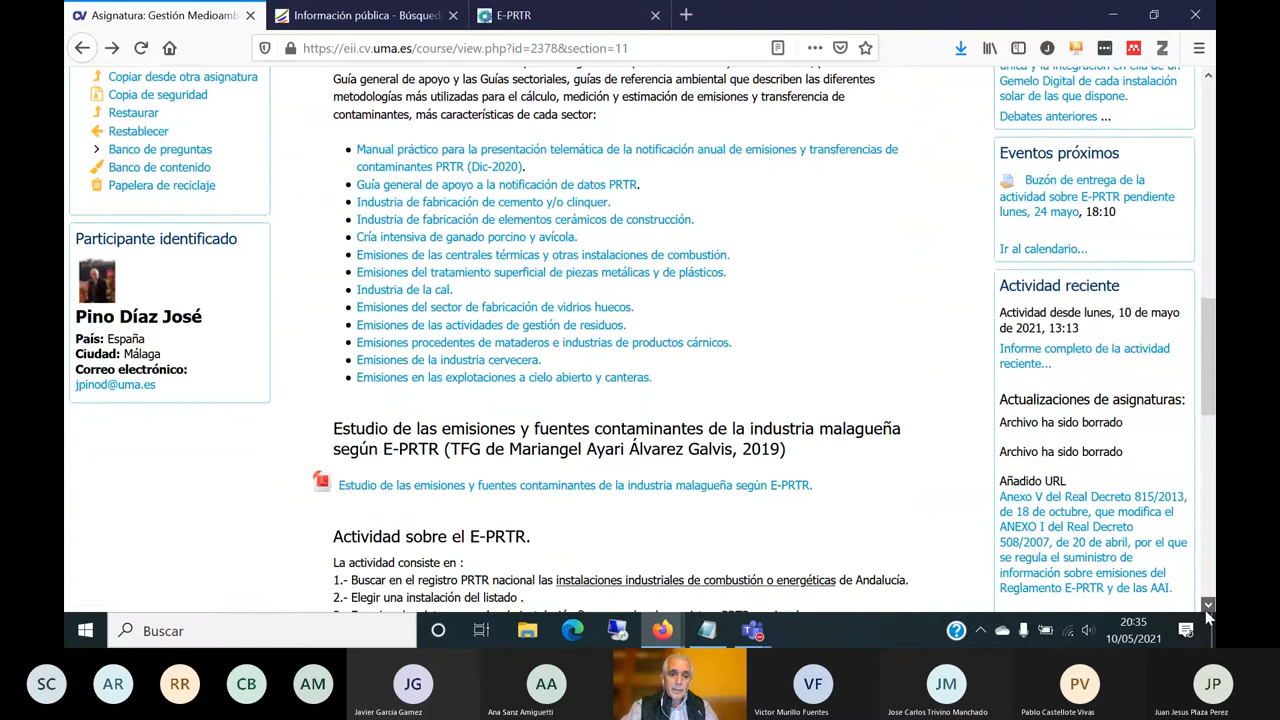 Asignatura: Gestión Medioamb
Información pública - Búsqued
E-PRTR
https://eii.cv.uma.es/course/view.php?id=2378&section=11
Copiar desde otra asignatura
Copia de seguridad
Restaurar
Restablecer
Banco de preguntas
Banco de contenido
Papelera de reciclaje
Participante identificado
Pino Díaz José
País: España
Ciudad: Málaga
Correo electrónico:
jpinod@uma.es
Guía general de apoyo y las Guías sectoriales, guías de referencia ambiental que describen las diferentes
metodologías más utilizadas para el cálculo, medición y estimación de emisiones y transferencia de
contaminantes, más características de cada sector:
Manual práctico para la presentación telemática de la notificación anual de emisiones y transferencias de
contaminantes PRTR (Dic-2020).
Guía general de apoyo a la notificación de datos PRTR.
Industria de fabricación de cemento y/o clinquer.
Industria de fabricación de elementos cerámicos de construcción.
Cría intensiva de ganado porcino y avícola.
Emisiones de las centrales térmicas y otras instalaciones de combustión.
Emisiones del tratamiento superficial de piezas metálicas y de plásticos.
Industria de la cal.
Emisiones del sector de fabricación de vidrios huecos.
Emisiones de las actividades de gestión de residuos.
Emisiones procedentes de mataderos e industrias de productos cárnicos.
Emisiones de la industria cervecera.
Emisiones en las explotaciones a cielo abierto y canteras.
Estudio de las emisiones y fuentes contaminantes de la industria malagueña
según E-PRTR (TFG de Mariangel Ayari Álvarez Galvis, 2019)
Estudio de las emisiones y fuentes contaminantes de la industria malagueña según E-PRTR.
Actividad sobre el E-PRTR.
La actividad consiste en :
1.- Buscar en el registro PRTR nacional las instalaciones industriales de combustión o energéticas de Andalucía.
2.- Elegir una instalación del listado .
única y la integración en ella de un
Gemelo Digital de cada instalación
solar de las que dispone.
Debates anteriores ...
Eventos próximos
Buzón de entrega de la
actividad sobre E-PRTR pendiente
lunes, 24 mayo, 18:10
Ir al calendario...
Actividad reciente
Actividad desde lunes, 10 de mayo
de 2021, 13:13
Informe completo de la actividad
reciente...
Actualizaciones de asignaturas:
Archivo ha sido borrado
Archivo ha sido borrado
Añadido URL
Anexo V del Real Decreto 815/2013,
de 18 de octubre, que modifica el
ANEXO I del Real Decreto
508/2007, de 20 de abril, por el que
se regula el suministro de
información sobre emisiones del
Reglamento E-PRTR y de las AAI.
Buscar
20:35
10/05/2021
SC
AR
RR
CB
AM
JG
Javier Garcia Gamez
AA
Ana Sanz Amiguetti
VF
Victor Murillo Fuentes
JM
Jose Carlos Trivino Manchado
PV
Pablo Castellote Vivas
JP
Juan Jesus Plaza Perez